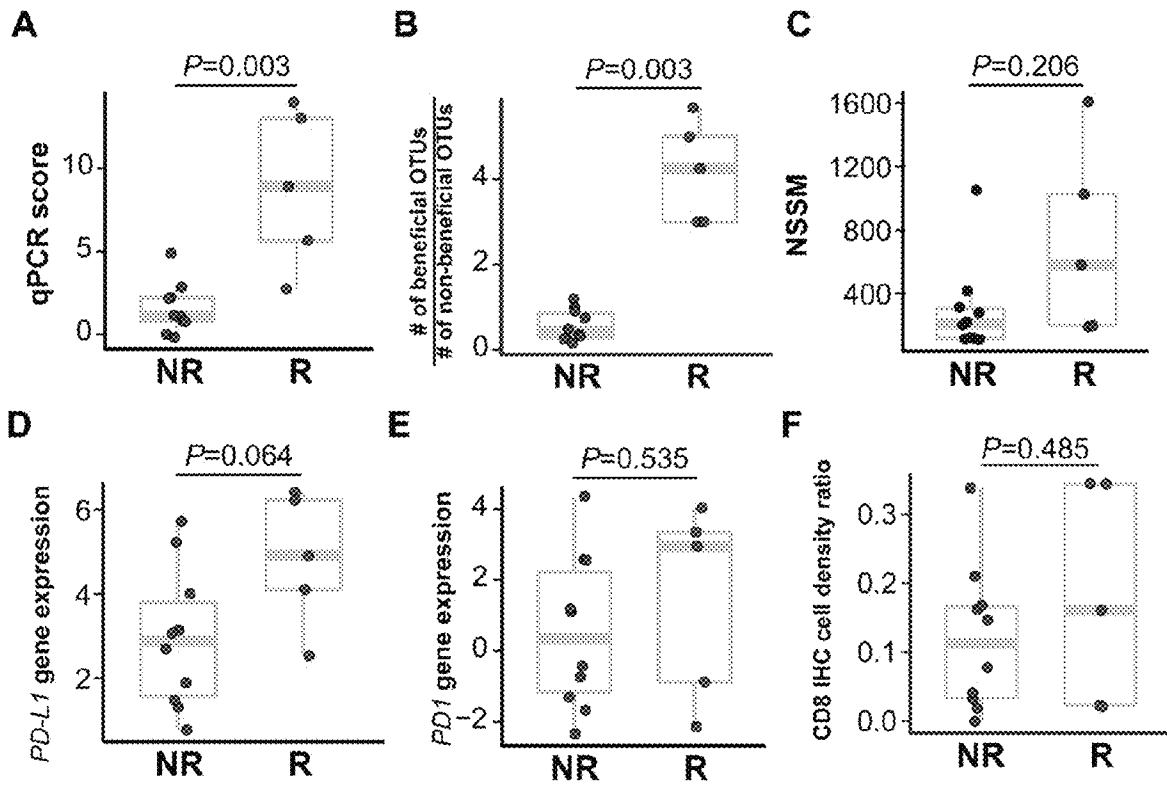 A
P=0.003
qPCR score
10
5
0
NR R
B
P=0.003
# of beneficial OTUs
# of non-beneficial OTUs
4
2
0
NR R
C
P=0.206
NSSM
1600
1200
800
400
NR R
D
P=0.064
PD-L1 gene expression
6
4
2
NR R
E
P=0.535
PD1 gene expression
4
2
0
−2
NR R
F
P=0.485
CD8 IHC cell density ratio
0.3
0.2
0.1
0.0
NR R